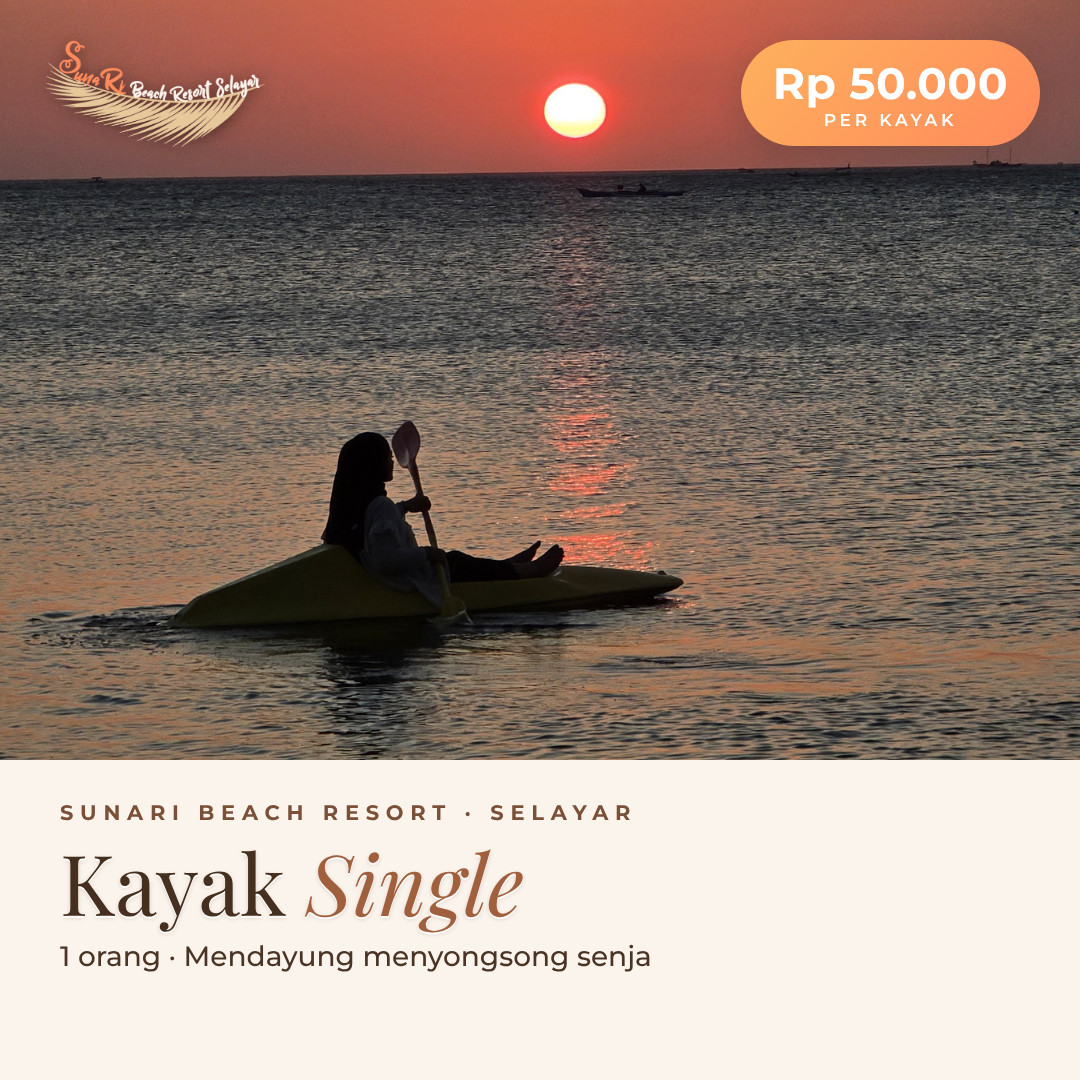 SunaRi Beach Resort Selayar
Rp 50.000
PER KAYAK
SUNARI BEACH RESORT · SELAYAR
Kayak Single
1 orang · Mendayung menyongsong senja